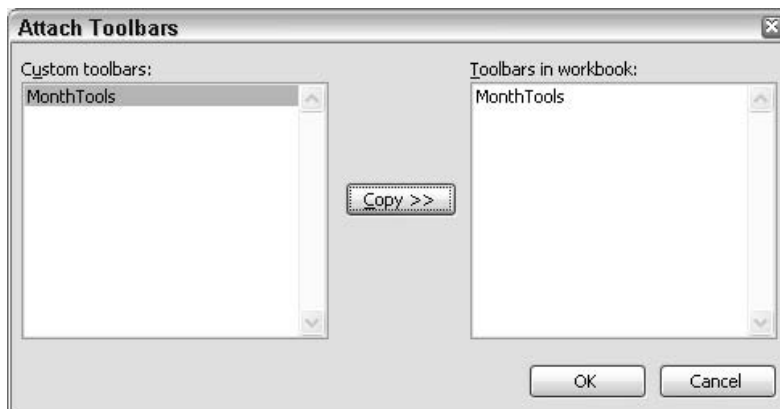 Attach Toolbars
Custom toolbars:
Toolbars in workbook:
MonthTools
MonthTools
Copy >>
OK
Cancel